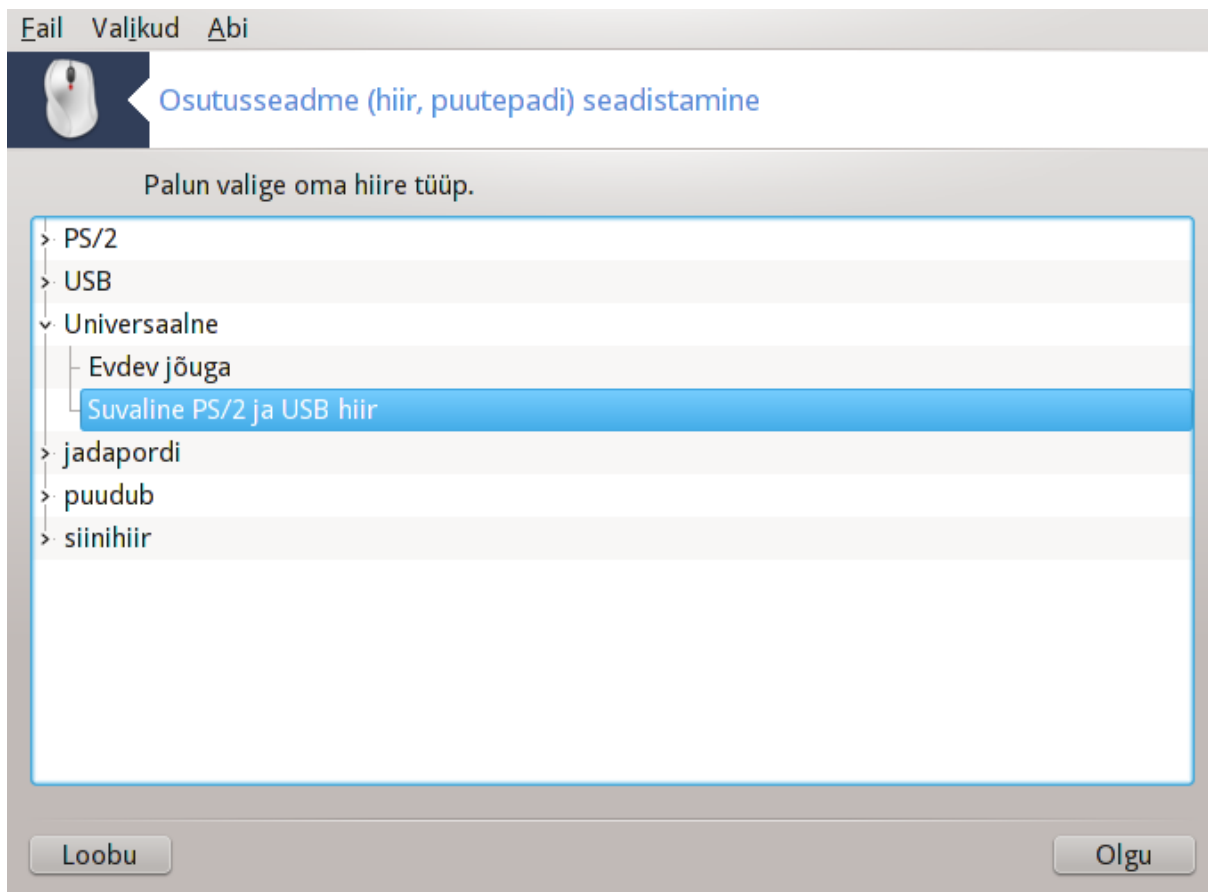 Fail Valikud Abi
Osutusseadme (hiir, puutepadi) seadistamine
Palun valige oma hiire tüüp.
PS/2
USB
Universaalne
Evdev jõuga
Suvaline PS/2 ja USB hiir
jadapordi
puudub
siinihiir
Loobu Olgu